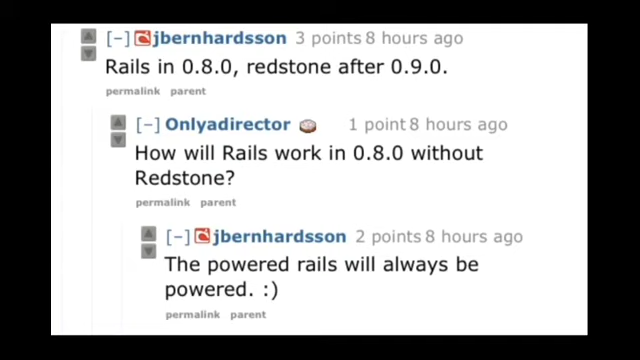 [–] jbernhardsson 3 points 8 hours ago
Rails in 0.8.0, redstone after 0.9.0.
permalink parent
[–] Onlyadirector 1 point 8 hours ago
How will Rails work in 0.8.0 without
Redstone?
permalink parent
[–] jbernhardsson 2 points 8 hours ago
The powered rails will always be
powered. :)
permalink parent